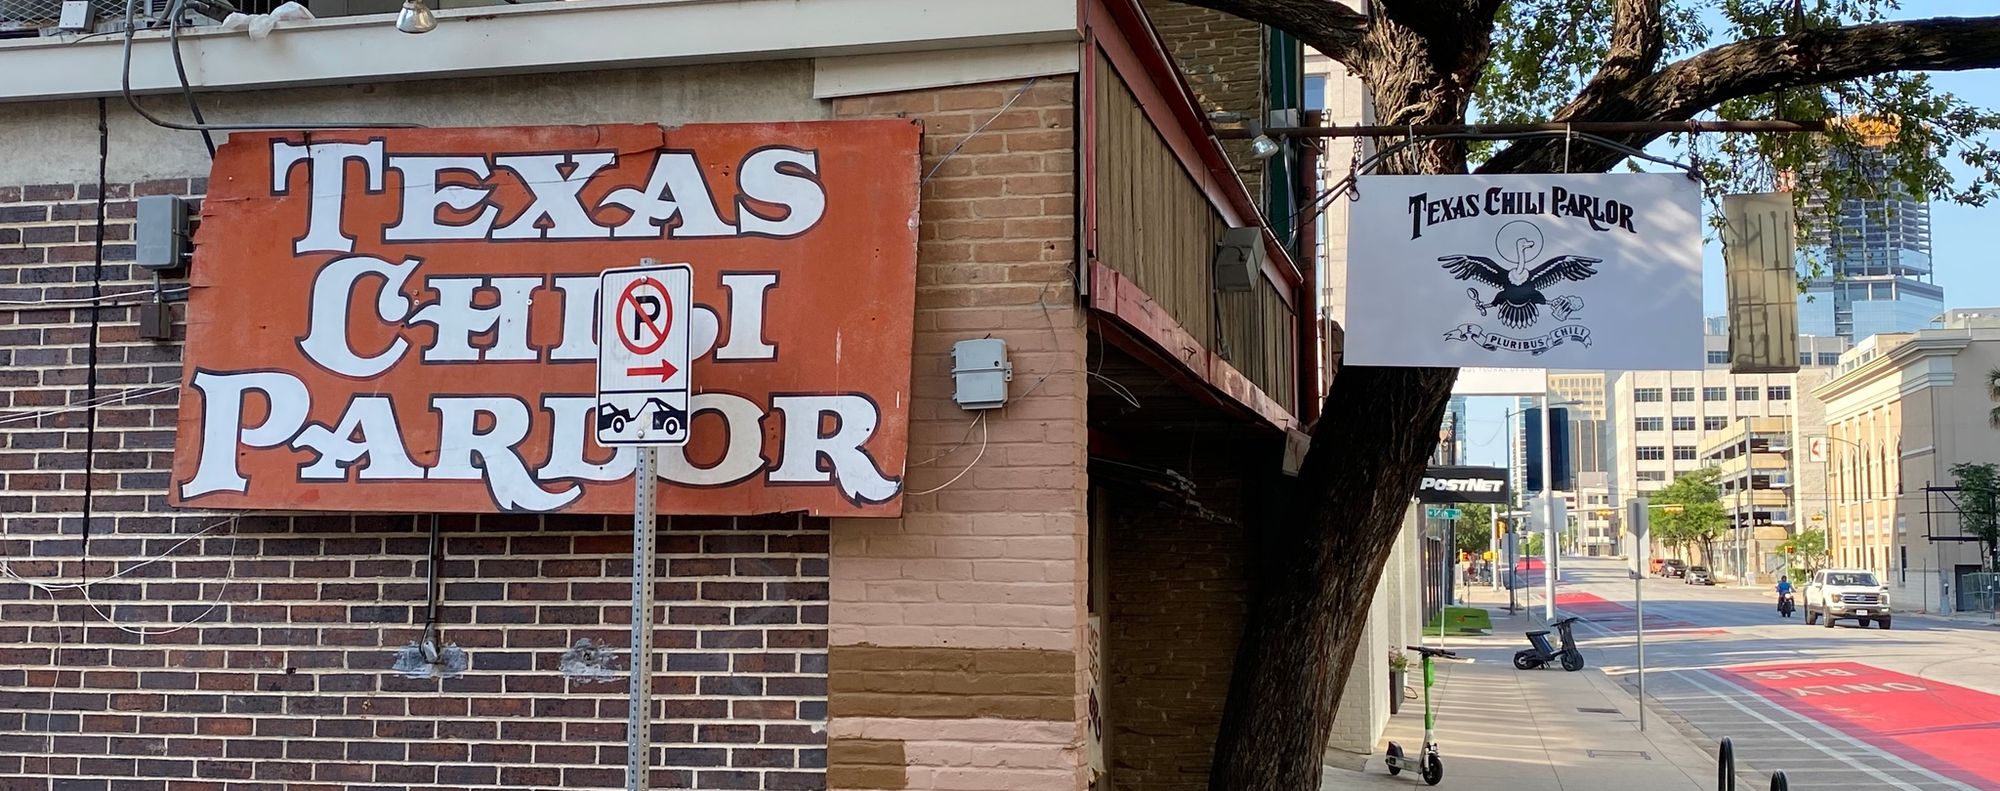 TEXAS
CHILI
PARLOR
P
TEXAS CHILI PARLOR
E PLURIBUS CHILI
POSTNET
BUS
ONLY